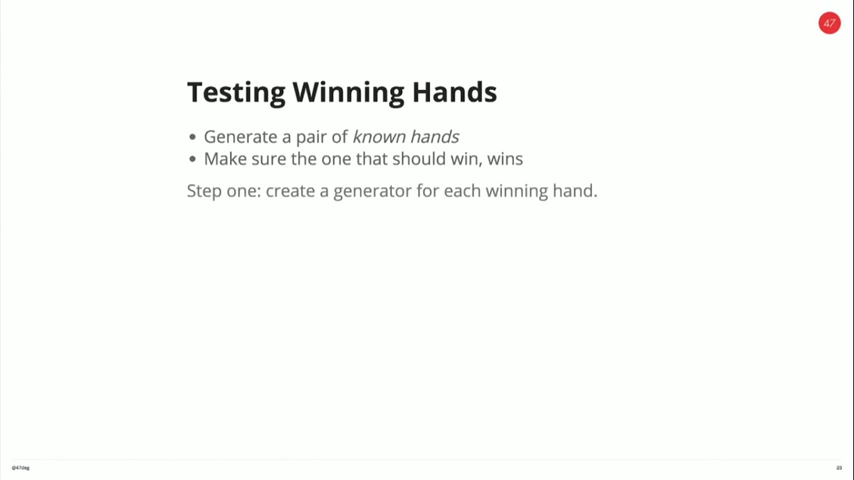 47
Testing Winning Hands
• Generate a pair of known hands
• Make sure the one that should win, wins
Step one: create a generator for each winning hand.
@47deg